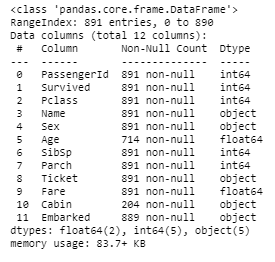 <class 'pandas.core.frame.DataFrame'>
RangeIndex: 891 entries, 0 to 890
Data columns (total 12 columns):
 #   Column       Non-Null Count  Dtype
---  ------       --------------  -----
 0   PassengerId  891 non-null    int64
 1   Survived     891 non-null    int64
 2   Pclass       891 non-null    int64
 3   Name         891 non-null    object
 4   Sex          891 non-null    object
 5   Age          714 non-null    float64
 6   SibSp        891 non-null    int64
 7   Parch        891 non-null    int64
 8   Ticket       891 non-null    object
 9   Fare         891 non-null    float64
 10  Cabin        204 non-null    object
 11  Embarked     889 non-null    object
dtypes: float64(2), int64(5), object(5)
memory usage: 83.7+ KB